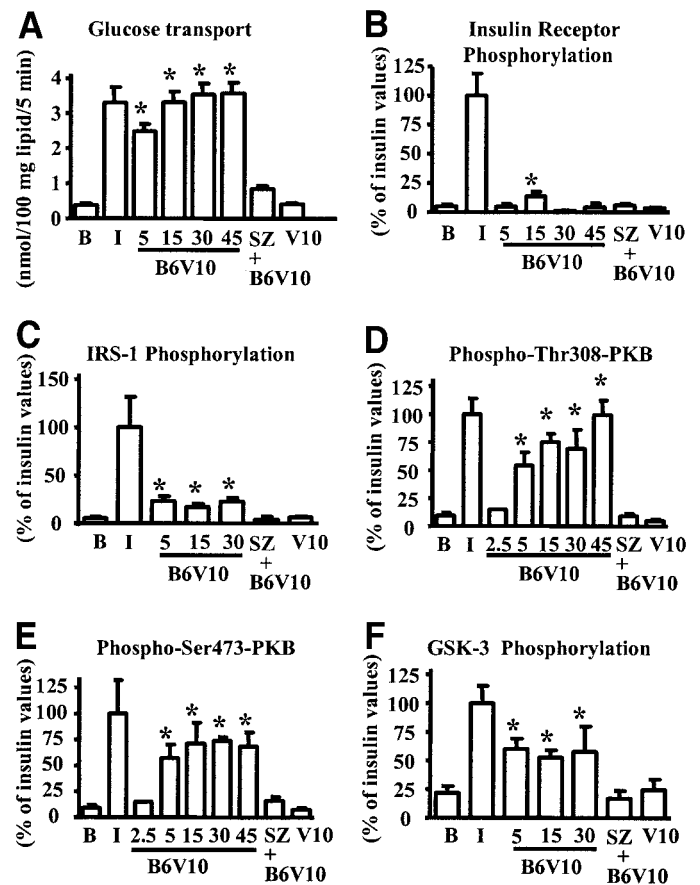 A
Glucose transport
(nmol/100 mg lipid/5 min)
4
3
2
1
0
B I 5 15 30 45 SZ V10
+
B6V10 B6V10
B
Insulin Receptor
Phosphorylation
(% of insulin values)
125
100
75
50
25
0
B I 5 15 30 45 SZ V10
+
B6V10 B6V10
C
IRS-1 Phosphorylation
(% of insulin values)
150
100
50
0
B I 5 15 30 SZ V10
+
B6V10 B6V10
D
Phospho-Thr308-PKB
(% of insulin values)
125
100
75
50
25
0
B I 2.5 5 15 30 45 SZ V10
+
B6V10 B6V10
E
Phospho-Ser473-PKB
(% of insulin values)
125
100
75
50
25
0
B I 2.5 5 15 30 45 SZ V10
+
B6V10 B6V10
F
GSK-3 Phosphorylation
(% of insulin values)
125
100
75
50
25
0
B I 5 15 30 SZ V10
+
B6V10 B6V10